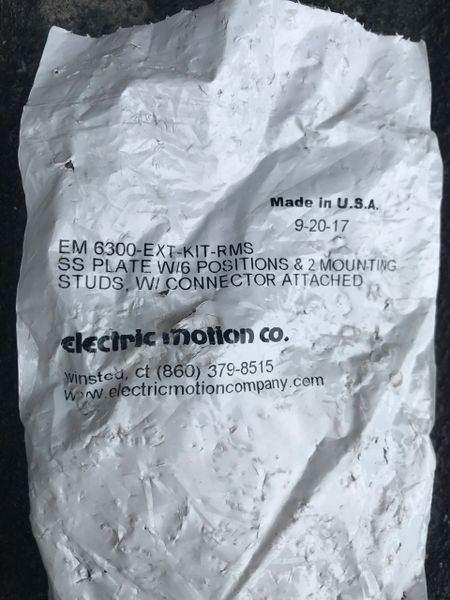 Made in U.S.A.
9-20-17
EM 6300-EXT-KIT-RMS
SS PLATE W/6 POSITIONS & 2 MOUNTING
STUDS, W/ CONNECTOR ATTACHED
electric motion co.
winsted, ct (860) 379-8515
www.electricmotioncompany.com